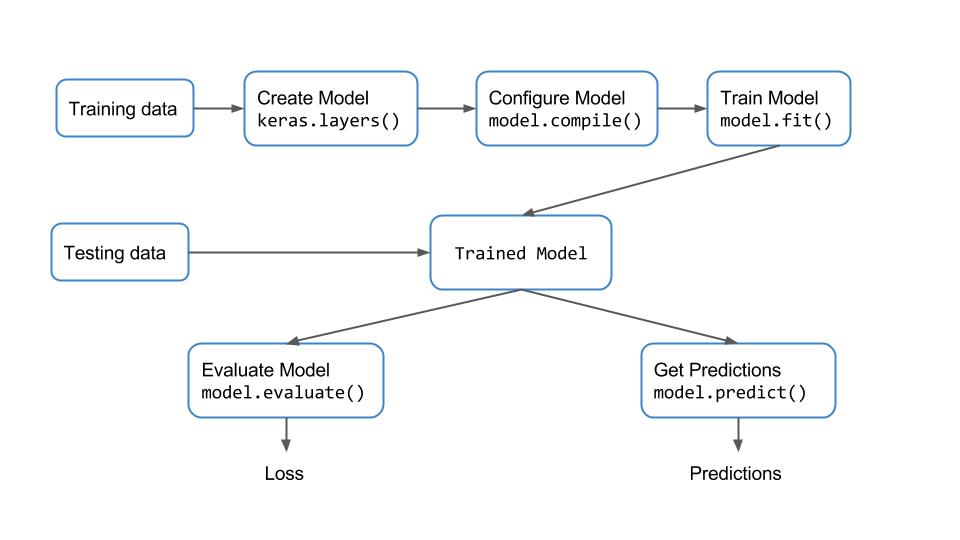 Training data
Create Model
keras.layers()
Configure Model
model.compile()
Train Model
model.fit()
Testing data
Trained Model
Evaluate Model
model.evaluate()
Get Predictions
model.predict()
Loss
Predictions